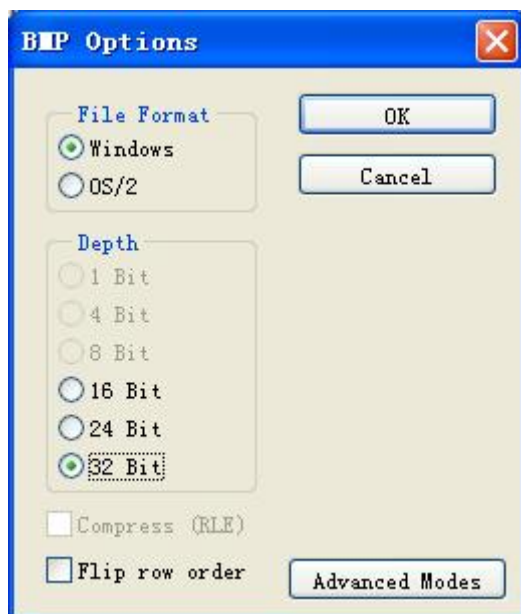 BMP Options
File Format
Windows
OS/2
OK
Cancel
Depth
1 Bit
4 Bit
8 Bit
16 Bit
24 Bit
32 Bit
Compress (RLE)
Flip row order
Advanced Modes